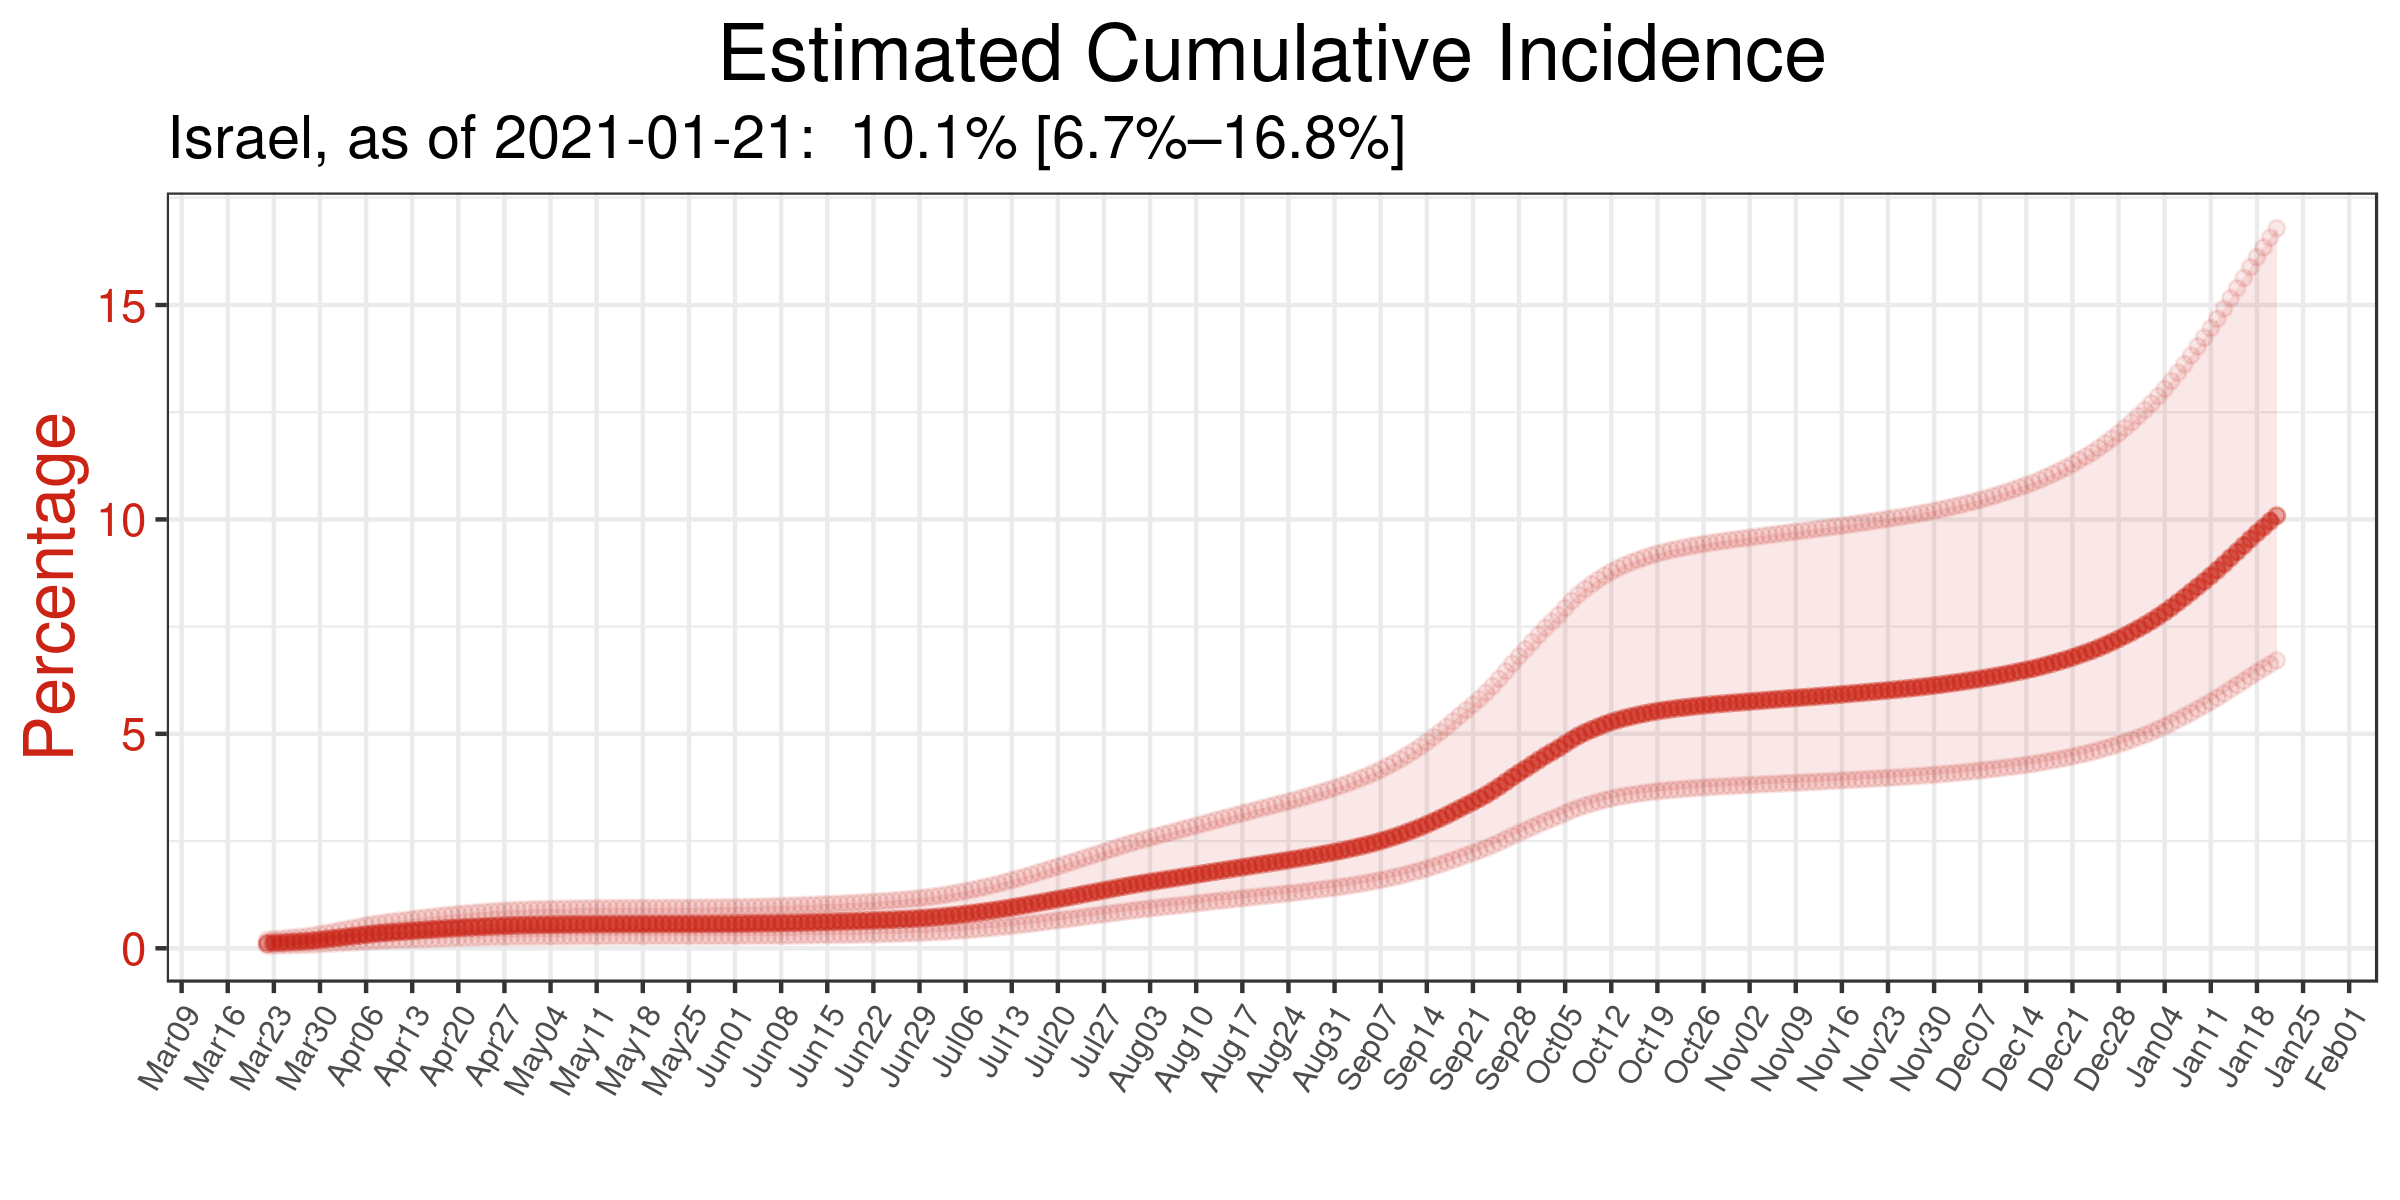 Estimated Cumulative Incidence
Israel, as of 2021-01-21:  10.1% [6.7%–16.8%]
Percentage
15
10
5
0
Mar09
Mar16
Mar23
Mar30
Apr06
Apr13
Apr20
Apr27
May04
May11
May18
May25
Jun01
Jun08
Jun15
Jun22
Jun29
Jul06
Jul13
Jul20
Jul27
Aug03
Aug10
Aug17
Aug24
Aug31
Sep07
Sep14
Sep21
Sep28
Oct05
Oct12
Oct19
Oct26
Nov02
Nov09
Nov16
Nov23
Nov30
Dec07
Dec14
Dec21
Dec28
Jan04
Jan11
Jan18
Jan25
Feb01